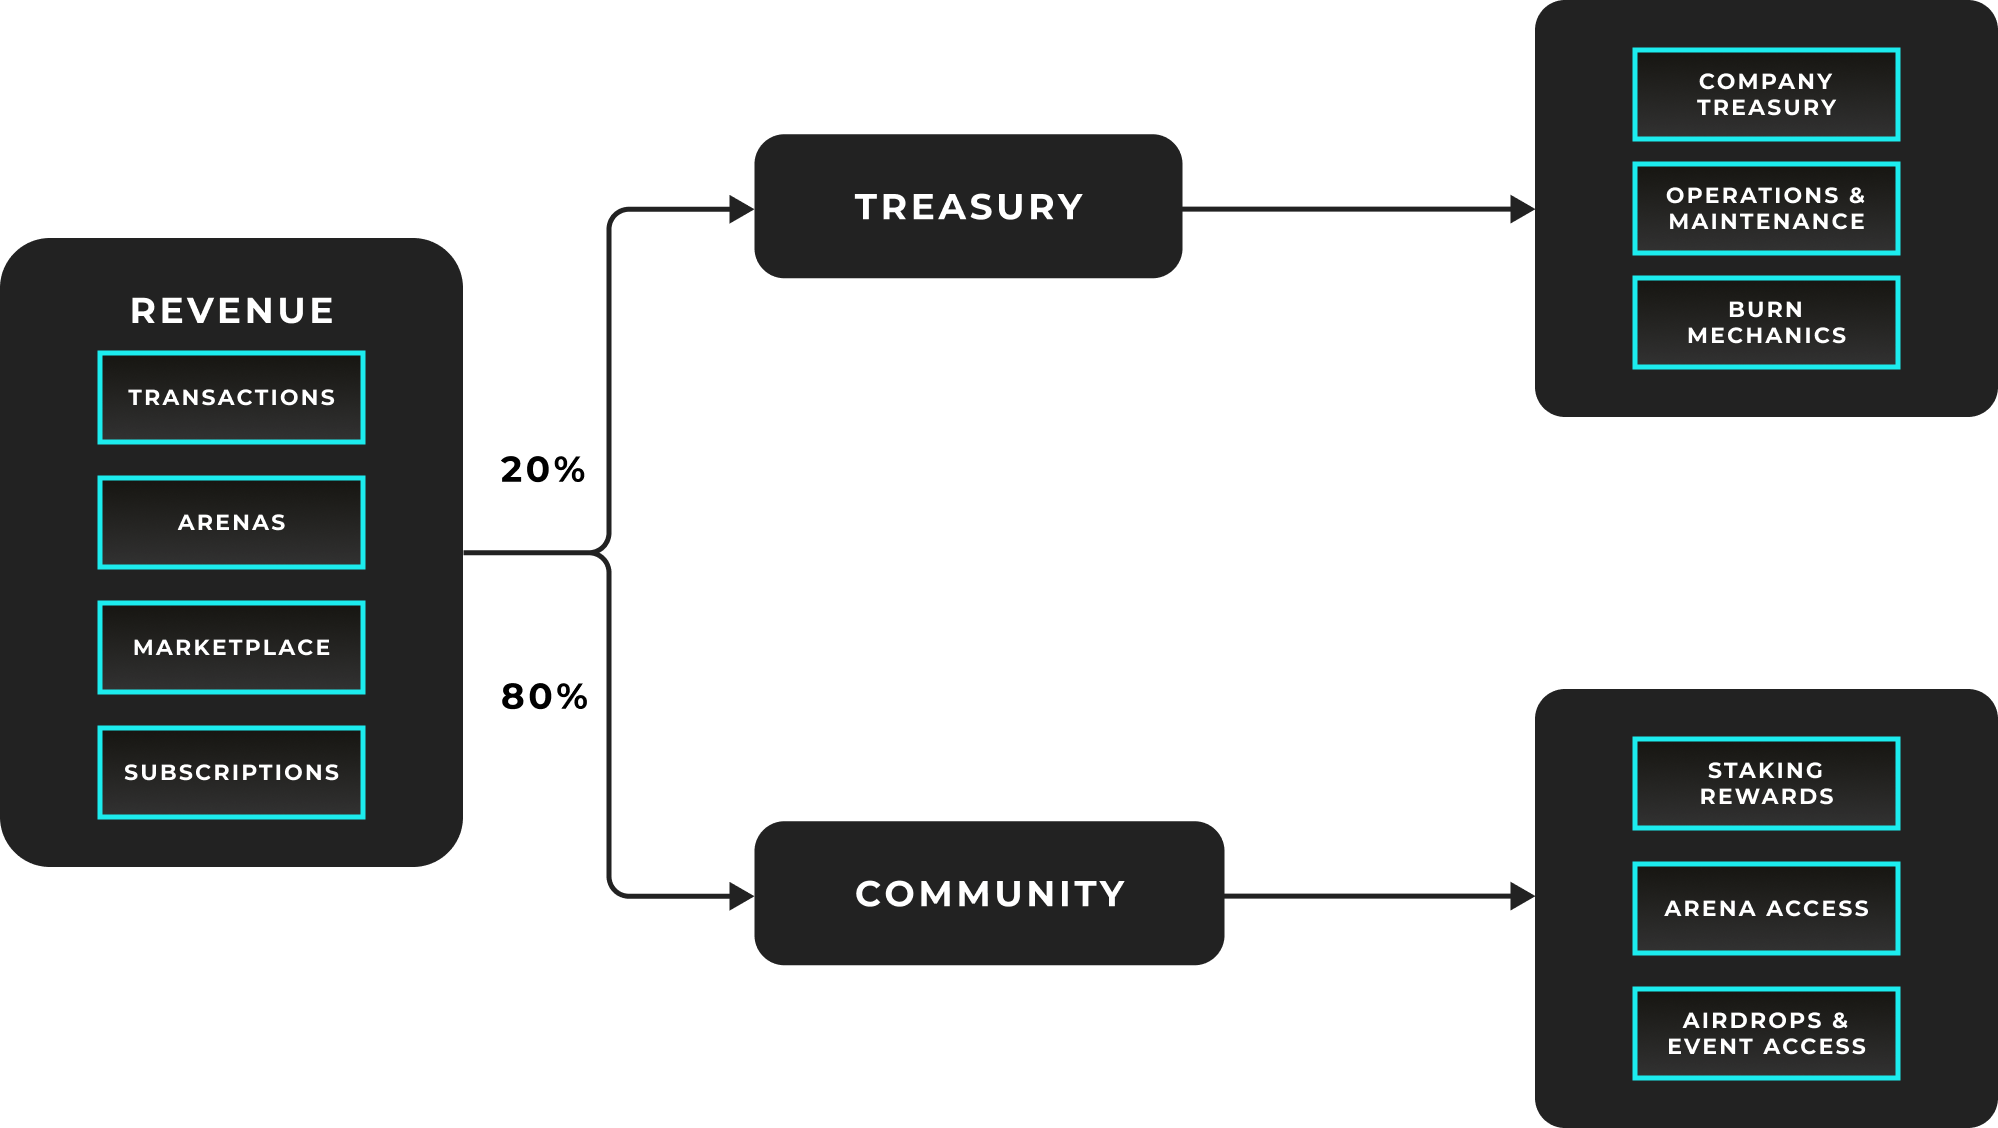 REVENUE
TRANSACTIONS
ARENAS
MARKETPLACE
SUBSCRIPTIONS
20%
80%
TREASURY
COMMUNITY
COMPANY
TREASURY
OPERATIONS &
MAINTENANCE
BURN
MECHANICS
STAKING
REWARDS
ARENA ACCESS
AIRDROPS &
EVENT ACCESS